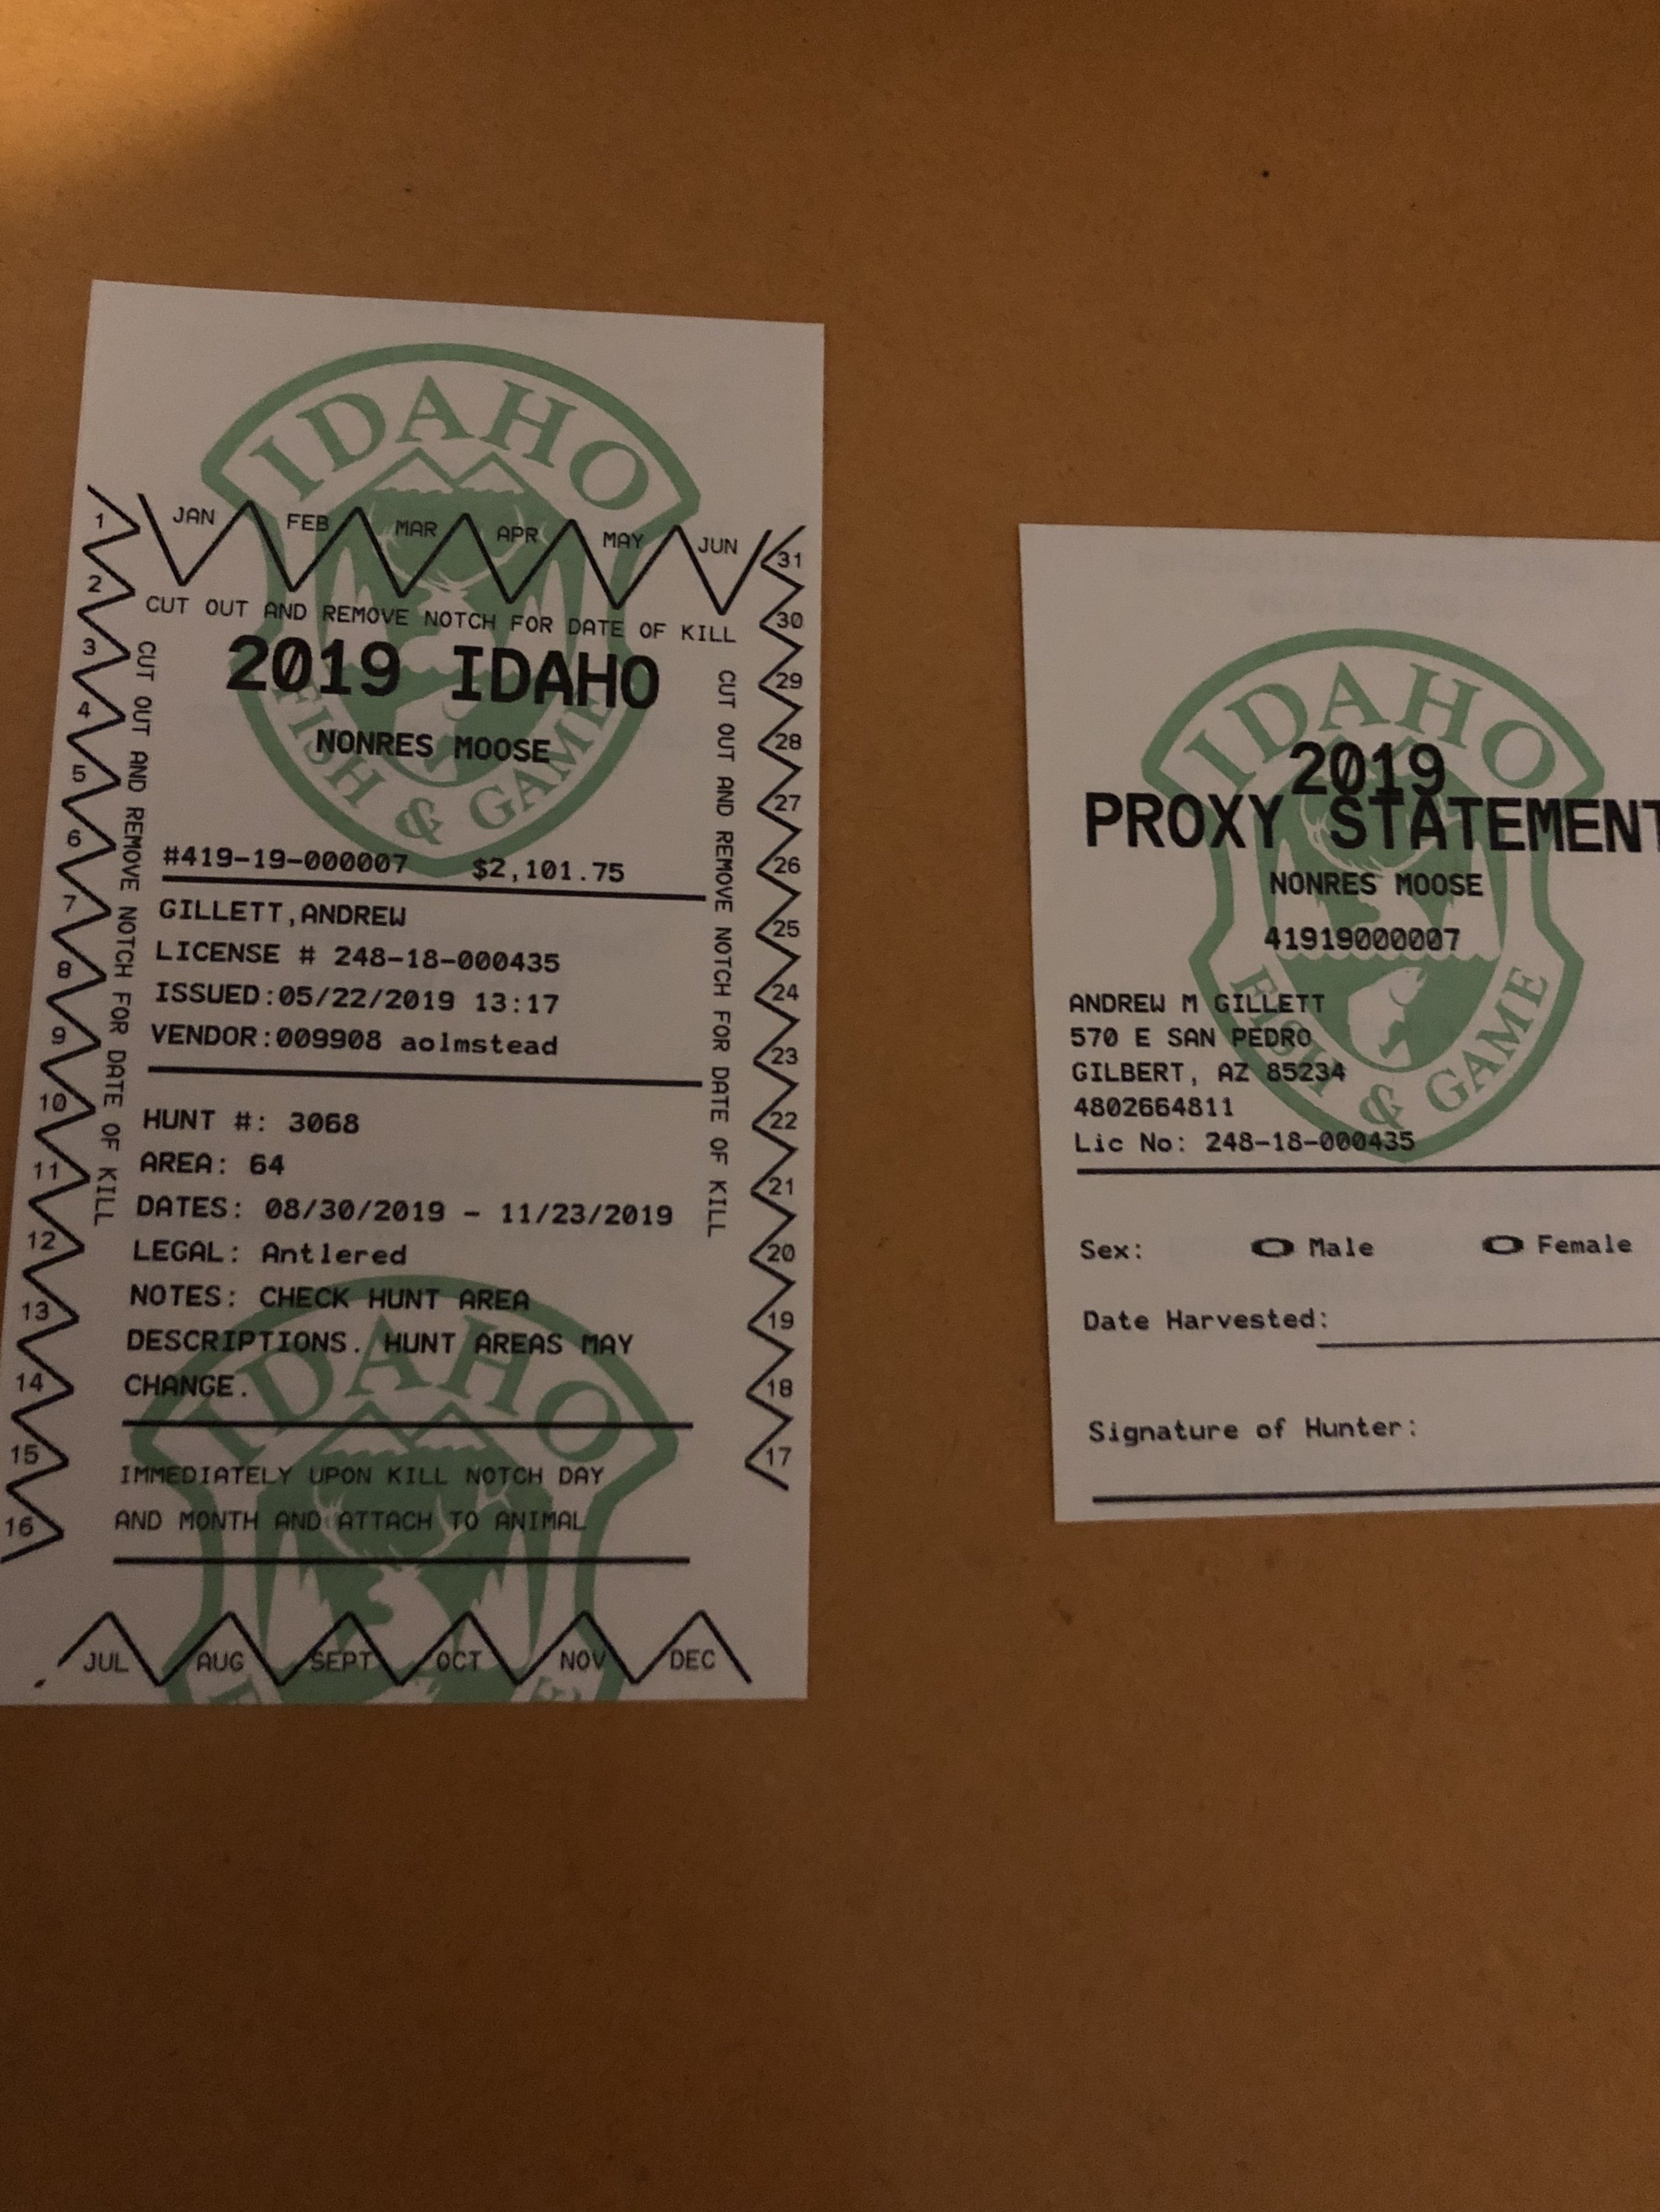 IDAHO
JAN FEB MAR APR MAY JUN
CUT OUT AND REMOVE NOTCH FOR DATE OF KILL
2019 IDAHO
NONRES MOOSE
FISH & GAME
#419-19-000007 $2,101.75
GILLETT,ANDREW
LICENSE # 248-18-000435
ISSUED:05/22/2019 13:17
VENDOR:009908 aolmstead
HUNT #: 3068
AREA: 64
DATES: 08/30/2019 - 11/23/2019
LEGAL: Antlered
NOTES: CHECK HUNT AREA
DESCRIPTIONS. HUNT AREAS MAY
CHANGE.
IDAHO
IMMEDIATELY UPON KILL NOTCH DAY
AND MONTH AND ATTACH TO ANIMAL
JUL AUG SEPT OCT NOV DEC
1
2
3
4
5
6
7
8
9
10
11
12
13
14
15
16
CUT OUT AND REMOVE NOTCH FOR DATE OF KILL
CUT OUT AND REMOVE NOTCH FOR DATE OF KILL
31
30
29
28
27
26
25
24
23
22
21
20
19
18
17
IDAHO
2019
PROXY STATEMENT
NONRES MOOSE
41919000007
FISH & GAME
ANDREW M GILLETT
570 E SAN PEDRO
GILBERT, AZ 85234
4802664811
Lic No: 248-18-000435
Sex: Male Female
Date Harvested:
Signature of Hunter: